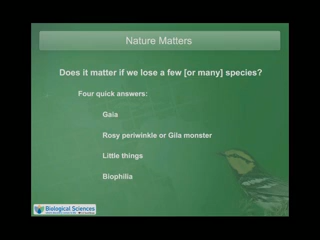 Nature Matters
Does it matter if we lose a few [or many] species?
Four quick answers:
Gaia
Rosy periwinkle or Gila monster
Little things
Biophilia
Biological Sciences